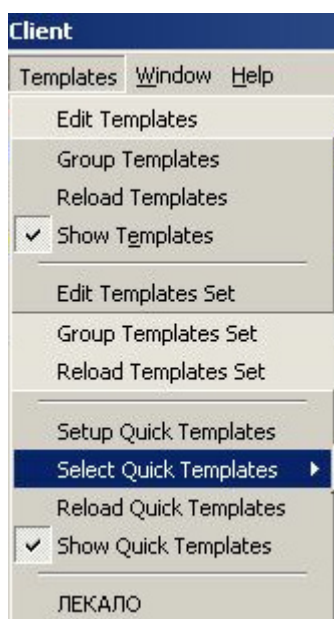 Client
Templates Window Help
Edit Templates
Group Templates
Reload Templates
Show Templates
Edit Templates Set
Group Templates Set
Reload Templates Set
Setup Quick Templates
Select Quick Templates
Reload Quick Templates
Show Quick Templates
ЛЕКАЛО